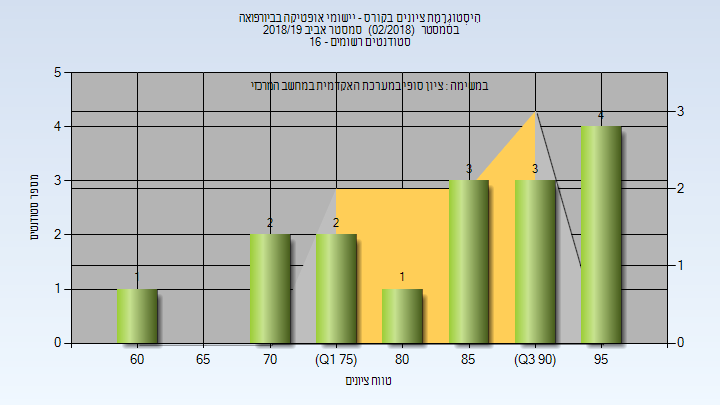 היסטוגרמת ציונים בקורס - יישומי אופטיקה בביורפואה
בסמסטר (02/2018) סמסטר אביב 2018/19
סטודנטים רשומים - 16
במשימה : ציון סופי במערכת האקדמית במחשב המרכזי
5
4
3
2
1
0
מספר סטודנטים
3
2
1
0
1
2
2
1
3
3
4
60
65
70
(Q1 75)
80
85
(Q3 90)
95
טווח ציונים